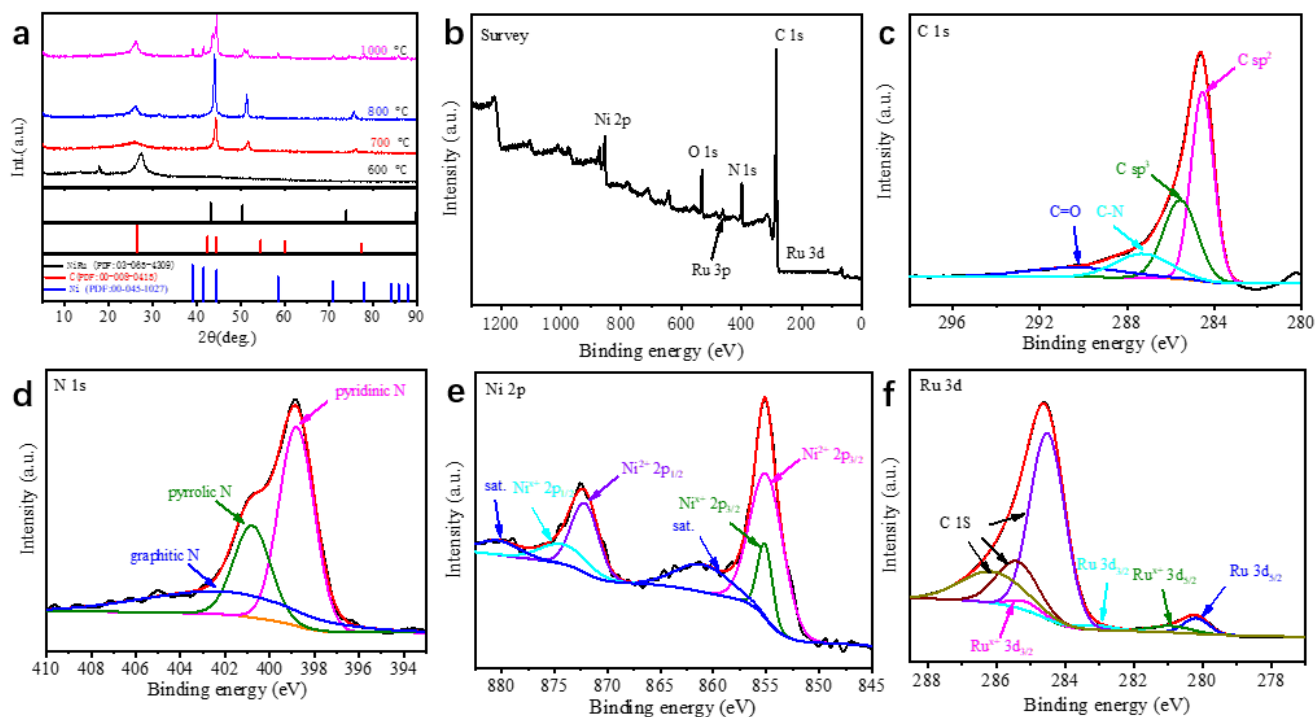 a
1000 °C
800 °C
700 °C
600 °C
NiRu (PDF:03-065-4309)
C(PDF:00-008-0415)
Ni (PDF:00-045-1027)
Int.(a.u.)
10 20 30 40 50 60 70 80 90
2θ(deg.)
b
Survey
C 1s
Ni 2p
O 1s
N 1s
Ru 3p
Ru 3d
Intensity (a.u.)
1200 1000 800 600 400 200 0
Binding energy (eV)
c
C 1s
C sp²
C sp³
C=O
C-N
Intensity (a.u.)
296 292 288 284 280
Binding energy (eV)
d
N 1s
pyridinic N
pyrrolic N
graphitic N
Intensity (a.u.)
410 408 406 404 402 400 398 396 394
Binding energy (eV)
e
Ni 2p
Ni²⁺ 2p₁/₂
Ni²⁺ 2p₃/₂
sat.
Niˣ⁺ 2p₁/₂
Niˣ⁺ 2p₃/₂
sat.
Intensity (a.u.)
880 875 870 865 860 855 850 845
Binding energy (eV)
f
Ru 3d
C 1S
Ru 3d₃/₂
Ruˣ⁺ 3d₅/₂
Ru 3d₅/₂
Ruˣ⁺ 3d₃/₂
Intensity (a.u.)
288 286 284 282 280 278
Binding energy (eV)